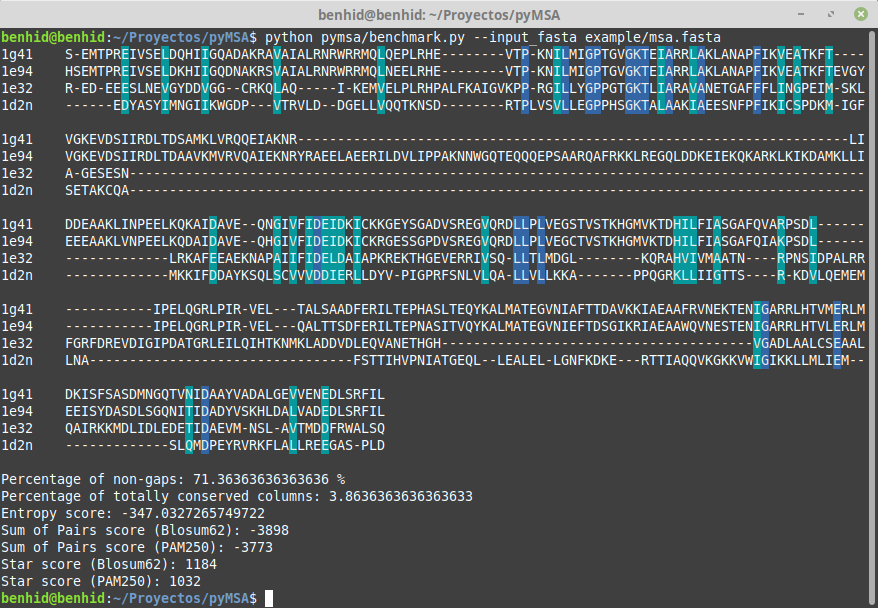 benhid@benhid: ~/Proyectos/pyMSA
benhid@benhid:~/Proyectos/pyMSA$ python pymsa/benchmark.py --input_fasta example/msa.fasta
1g41    S-EMTPREIVSELDQHIIGQADAKRAVAIALRNRWRRMQLQEPLRHE--------VTP-KNILMIGPTGVGKTEIARRLAKLANAPFIKVEATKFT----
1e94    HSEMTPREIVSELDKHIIGQDNAKRSVAIALRNRWRRMQLNEELRHE--------VTP-KNILMIGPTGVGKTEIARRLAKLANAPFIKVEATKFTEVGY
1e32    R-ED-EEESLNEVGYDDVGG--CRKQLAQ-----I-KEMVELPLRHPALFKAIGVKPP-RGILLYGPPGTGKTLIARAVANETGAFFFLINGPEIM-SKL
1d2n    ------EDYASYIMNGIIKWGDP---VTRVLD--DGELLVQQTKNSD--------RTPLVSVLLEGPPHSGKTALAAKIAEESNFPFIKICSPDKM-IGF
1g41    VGKEVDSIIRDLTDSAMKLVRQQEIAKNR---------------------------------------------------------------------LI
1e94    VGKEVDSIIRDLTDAAVKMVRVQAIEKNRYRAEELAEERILDVLIPPAKNNWGQTEQQQEPSAARQAFRKKLREGQLDDKEIEKQKARKLKIKDAMKLLI
1e32    A-GESESN--------------------------------------------------------------------------------------------
1d2n    SETAKCQA--------------------------------------------------------------------------------------------
1g41    DDEAAKLINPEELKQKAIDAVE--QNGIVFIDEIDKICKKGEYSGADVSREGVQRDLLPLVEGSTVSTKHGMVKTDHILFIASGAFQVARPSDL------
1e94    EEEAAKLVNPEELKQDAIDAVE--QHGIVFIDEIDKICKRGESSGPDVSREGVQRDLLPLVEGCTVSTKHGMVKTDHILFIASGAFQIAKPSDL------
1e32    -------------LRKAFEEAEKNAPAIIFIDELDAIAPKREKTHGEVERRIVSQ-LLTLMDGL-------KQRAHVIVMAATN----RPNSIDPALRR
1d2n    -------------MKKIFDDAYKSQLSCVVVDDIERLLDYV-PIGPRFSNLVLQA-LLVLLKKA------PPQGRKLLIIGTTS----R-KDVLQEMEM
1g41    -----------IPELQGRLPIR-VEL---TALSAADFERILTEPHASLTEQYKALMATEGVNIAFTTDAVKKIAEAAFRVNEKTENIGARRLHTVMERLM
1e94    -----------IPELQGRLPIR-VEL---QALTTSDFERILTEPNASITVQYKALMATEGVNIEFTDSGIKRIAEAAWQVNESTENIGARRLHTVLERLM
1e32    FGRFDREVDIGIPDATGRLEILQIHTKNMKLADDVDLEQVANETHGH---------------------------------------VGADLAALCSEAAL
1d2n    LNA---------------------------------FSTTIHVPNIATGEQLL--LEALEL-LGNFKDKE---RTTIAQQVKGKKVWIGIKKLLMLIEM--
1g41    DKISFSASDMNGQTVNIDAAYVADALGEVVENEDLSRFIL
1e94    EEISYDASDLSGQNITIDADYVSKHLDALVADEDLSRFIL
1e32    QAIRKKMDLIDLEDETIDAEVM-NSL-AVTMDDFRWALSQ
1d2n    -------------SLQMDPEYRVRKFLALLREEGAS-PLD
Percentage of non-gaps: 71.36363636363636 %
Percentage of totally conserved columns: 3.8636363636363633
Entropy score: -347.0327265749722
Sum of Pairs score (Blosum62): -3898
Sum of Pairs score (PAM250): -3773
Star score (Blosum62): 1184
Star score (PAM250): 1032
benhid@benhid:~/Proyectos/pyMSA$